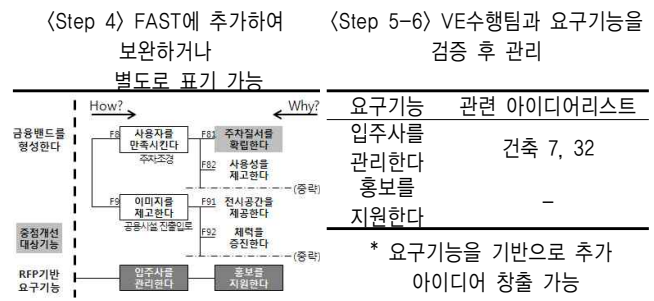 〈Step 4〉 FAST에 추가하여
보완하거나
별도로 표기 가능
How?
Why?
금융밴드를
형성한다
F8
사용자를
만족시킨다
주차조경
F81
주차질서를
확립한다
F82
사용성을
제고한다
(중략)
F9
이미지를
제고한다
공용시설 진출입로
F91
전시공간을
제공한다
F92
체력을
증진한다
(중략)
중점개선
대상기능
RFP기반
요구기능
입주사를
관리한다
홍보를
지원한다
〈Step 5-6〉 VE수행팀과 요구기능을
검증 후 관리
요구기능 관련 아이디어리스트
입주사를
관리한다
건축 7, 32
홍보를
지원한다
-
* 요구기능을 기반으로 추가
아이디어 창출 가능